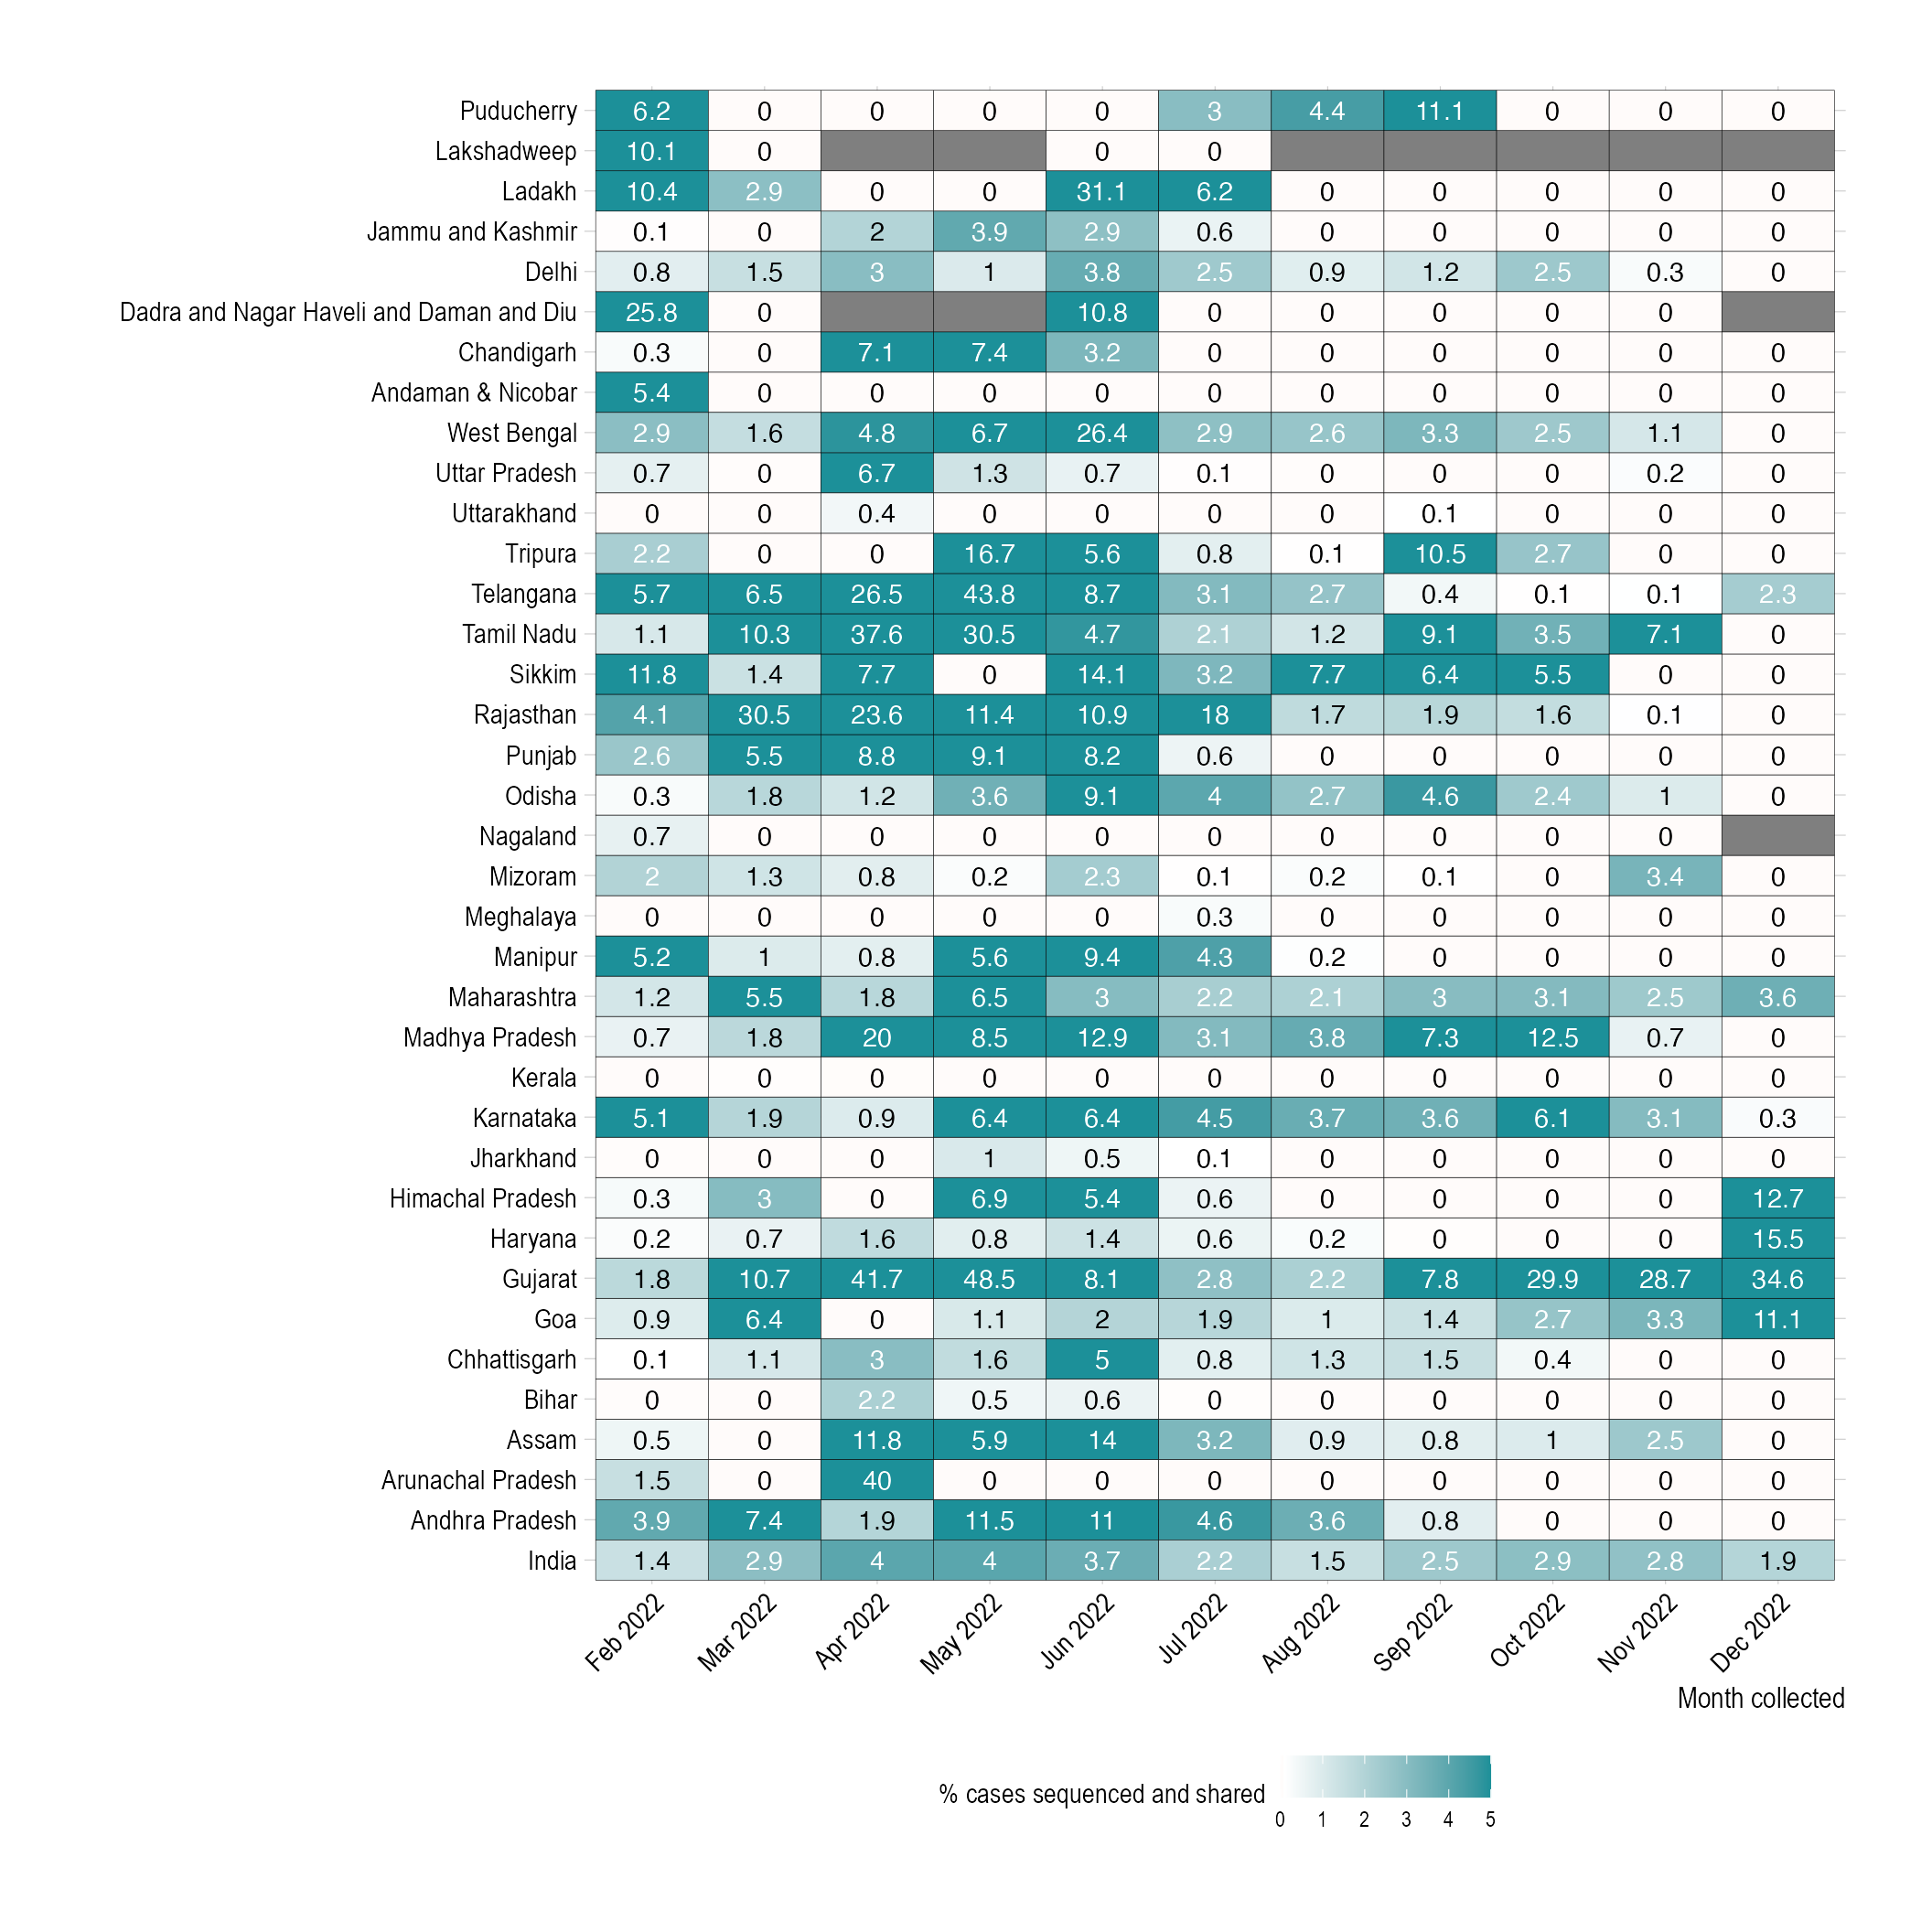 Puducherry 6.2 0 0 0 0 3 4.4 11.1 0 0 0
Lakshadweep 10.1 0 0 0
Ladakh 10.4 2.9 0 0 31.1 6.2 0 0 0 0 0
Jammu and Kashmir 0.1 0 2 3.9 2.9 0.6 0 0 0 0 0
Delhi 0.8 1.5 3 1 3.8 2.5 0.9 1.2 2.5 0.3 0
Dadra and Nagar Haveli and Daman and Diu 25.8 0 10.8 0 0 0 0 0
Chandigarh 0.3 0 7.1 7.4 3.2 0 0 0 0 0 0
Andaman & Nicobar 5.4 0 0 0 0 0 0 0 0 0 0
West Bengal 2.9 1.6 4.8 6.7 26.4 2.9 2.6 3.3 2.5 1.1 0
Uttar Pradesh 0.7 0 6.7 1.3 0.7 0.1 0 0 0 0.2 0
Uttarakhand 0 0 0.4 0 0 0 0 0.1 0 0 0
Tripura 2.2 0 0 16.7 5.6 0.8 0.1 10.5 2.7 0 0
Telangana 5.7 6.5 26.5 43.8 8.7 3.1 2.7 0.4 0.1 0.1 2.3
Tamil Nadu 1.1 10.3 37.6 30.5 4.7 2.1 1.2 9.1 3.5 7.1 0
Sikkim 11.8 1.4 7.7 0 14.1 3.2 7.7 6.4 5.5 0 0
Rajasthan 4.1 30.5 23.6 11.4 10.9 18 1.7 1.9 1.6 0.1 0
Punjab 2.6 5.5 8.8 9.1 8.2 0.6 0 0 0 0 0
Odisha 0.3 1.8 1.2 3.6 9.1 4 2.7 4.6 2.4 1 0
Nagaland 0.7 0 0 0 0 0 0 0 0 0
Mizoram 2 1.3 0.8 0.2 2.3 0.1 0.2 0.1 0 3.4 0
Meghalaya 0 0 0 0 0 0.3 0 0 0 0 0
Manipur 5.2 1 0.8 5.6 9.4 4.3 0.2 0 0 0 0
Maharashtra 1.2 5.5 1.8 6.5 3 2.2 2.1 3 3.1 2.5 3.6
Madhya Pradesh 0.7 1.8 20 8.5 12.9 3.1 3.8 7.3 12.5 0.7 0
Kerala 0 0 0 0 0 0 0 0 0 0 0
Karnataka 5.1 1.9 0.9 6.4 6.4 4.5 3.7 3.6 6.1 3.1 0.3
Jharkhand 0 0 0 1 0.5 0.1 0 0 0 0 0
Himachal Pradesh 0.3 3 0 6.9 5.4 0.6 0 0 0 0 12.7
Haryana 0.2 0.7 1.6 0.8 1.4 0.6 0.2 0 0 0 15.5
Gujarat 1.8 10.7 41.7 48.5 8.1 2.8 2.2 7.8 29.9 28.7 34.6
Goa 0.9 6.4 0 1.1 2 1.9 1 1.4 2.7 3.3 11.1
Chhattisgarh 0.1 1.1 3 1.6 5 0.8 1.3 1.5 0.4 0 0
Bihar 0 0 2.2 0.5 0.6 0 0 0 0 0 0
Assam 0.5 0 11.8 5.9 14 3.2 0.9 0.8 1 2.5 0
Arunachal Pradesh 1.5 0 40 0 0 0 0 0 0 0 0
Andhra Pradesh 3.9 7.4 1.9 11.5 11 4.6 3.6 0.8 0 0 0
India 1.4 2.9 4 4 3.7 2.2 1.5 2.5 2.9 2.8 1.9
Feb 2022 Mar 2022 Apr 2022 May 2022 Jun 2022 Jul 2022 Aug 2022 Sep 2022 Oct 2022 Nov 2022 Dec 2022
Month collected
% cases sequenced and shared
0 1 2 3 4 5